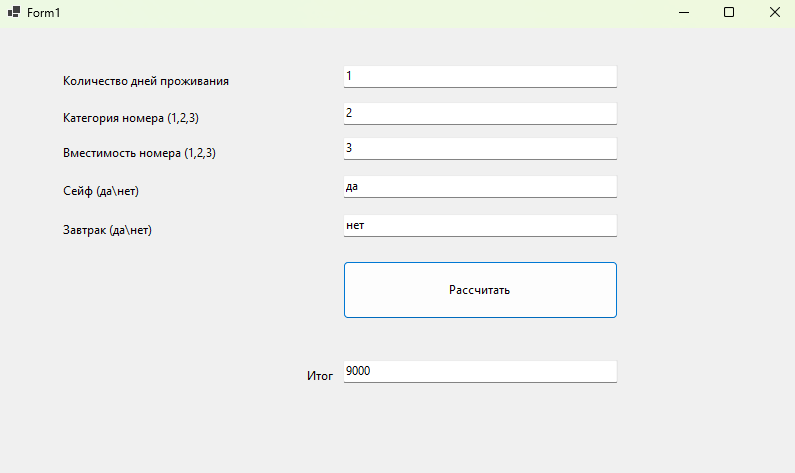 Form1
Количество дней проживания 1
Категория номера (1,2,3) 2
Вместимость номера (1,2,3) 3
Сейф (да\нет) да
Завтрак (да\нет) нет
Рассчитать
Итог 9000